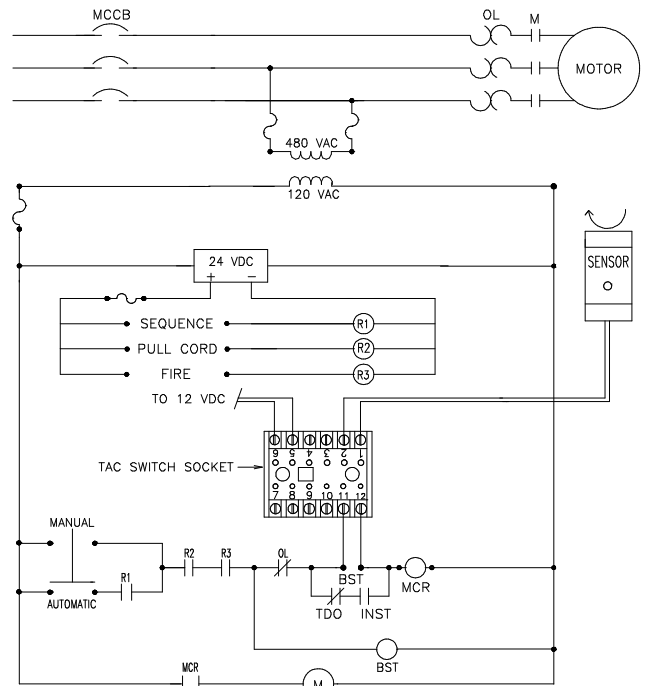 MCCB
OL
M
MOTOR
480 VAC
120 VAC
24 VDC
+ −
SENSOR
SEQUENCE
R1
PULL CORD
R2
FIRE
R3
TO 12 VDC
6 5 4 3 2 1
TAC SWITCH SOCKET
7 8 9 10 11 12
MANUAL
R2 R3 OL
R1
BST
MCR
AUTOMATIC
TDO INST
BST
MCR
M